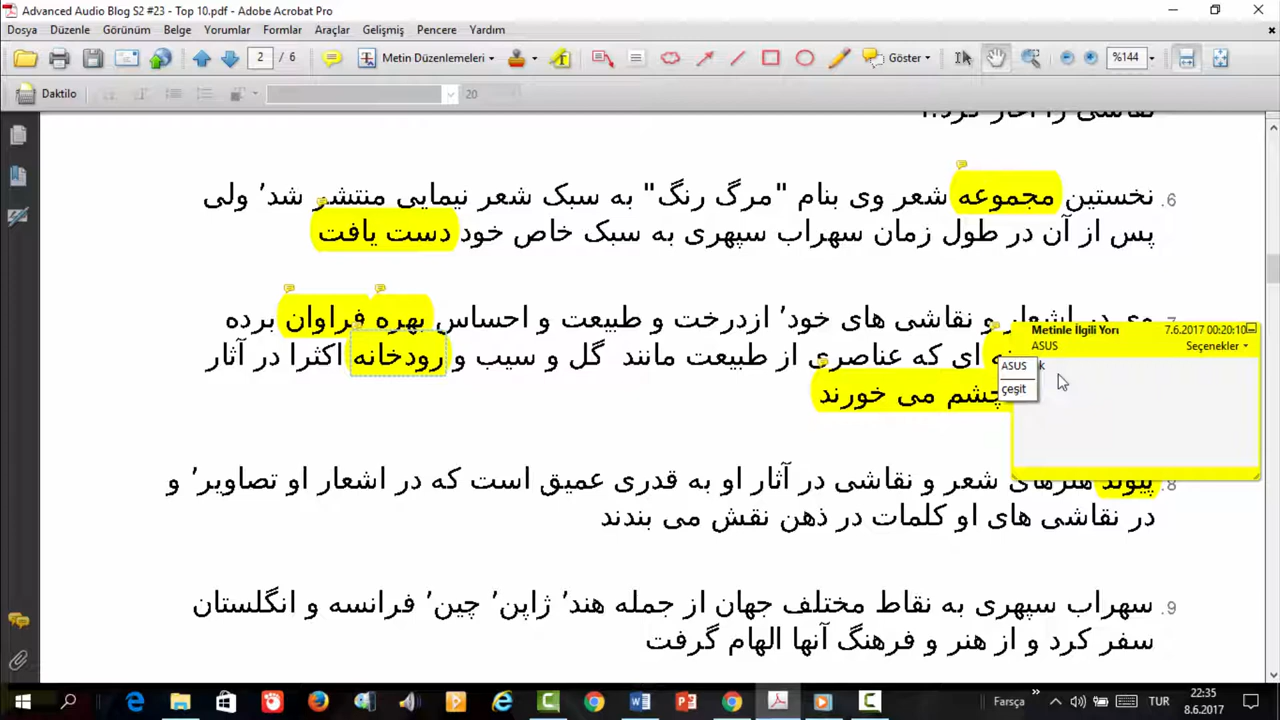 Advanced Audio Blog S2 #23 - Top 10.pdf - Adobe Acrobat Pro
Dosya Düzenle Görünüm Belge Yorumlar Formlar Araçlar Gelişmiş Pencere Yardım
2 / 6 Metin Düzenlemeleri Göster %144
Daktilo 20
نقاشی را آغاز کرد.
6. نخستین مجموعه شعر وی بنام "مرگ رنگ" به سبک شعر نیمایی منتشر شد٬ ولی
پس از آن در طول زمان سهراب سپهری به سبک خاص خود دست یافت
7. وی در اشعار و نقاشی های خود٬ ازدرخت و طبیعت و احساس بهره فراوان برده
ای که عناصری از طبیعت مانند گل و سیب و رودخانه اکثرا در آثار
چشم می خورند
Metinle İlgili Yoru 7.6.2017 00:20:10
ASUS Seçenekler
ASUS
çeşit
8. پیوند هنرهای شعر و نقاشی در آثار او به قدری عمیق است که در اشعار او تصاویر٬ و
در نقاشی های او کلمات در ذهن نقش می بندند
9. سهراب سپهری به نقاط مختلف جهان از جمله هند٬ ژاپن٬ چین٬ فرانسه و انگلستان
سفر کرد و از هنر و فرهنگ آنها الهام گرفت
Farsça TUR 22:35
8.6.2017